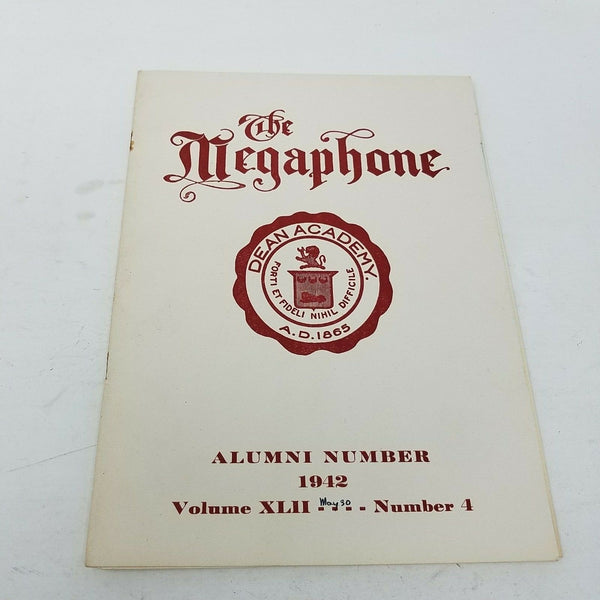 The
Megaphone
DEAN ACADEMY.
FORTI ET FIDELI NIHIL DIFFICILE
A.D.1865
ALUMNI NUMBER
1942
May 30
Volume XLII - - - - Number 4